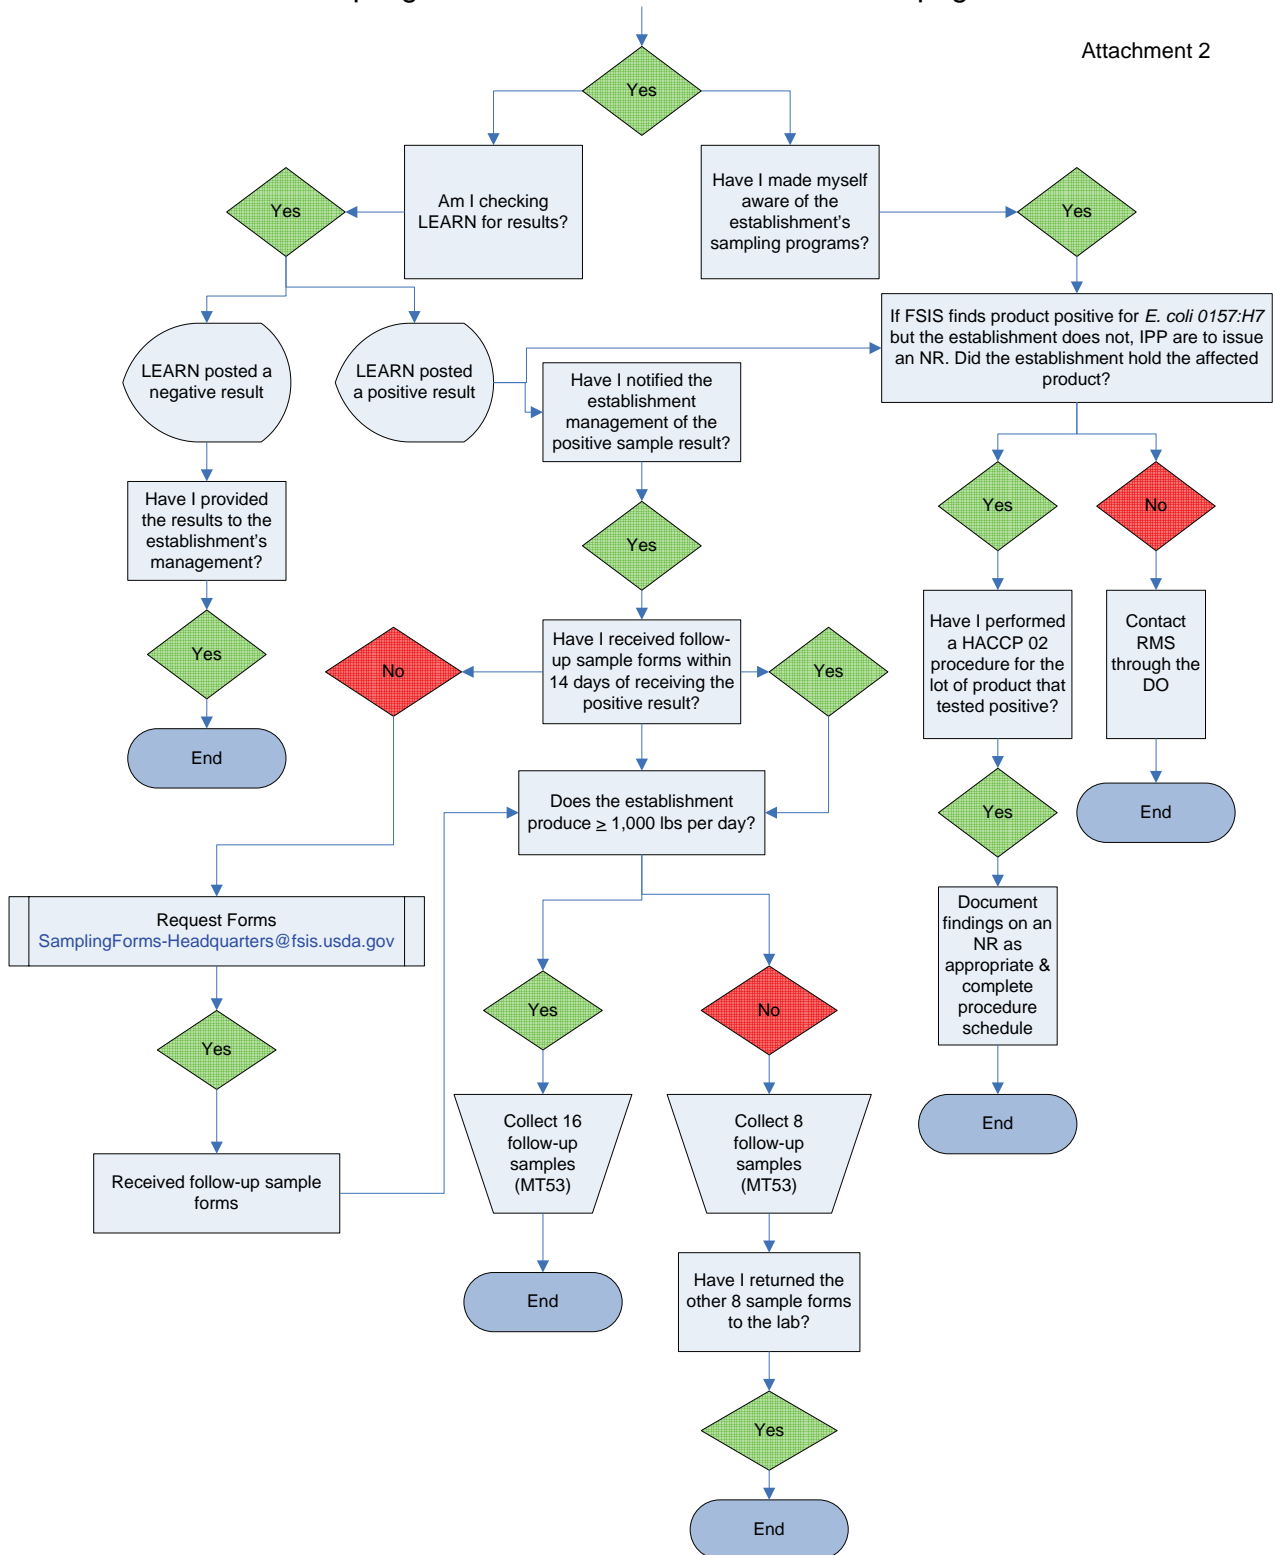 Attachment 2
Yes
Am I checking
LEARN for results?
Have I made myself
aware of the
establishment's
sampling programs?
Yes
Yes
If FSIS finds product positive for E. coli 0157:H7
but the establishment does not, IPP are to issue
an NR. Did the establishment hold the affected
product?
LEARN posted a
negative result
LEARN posted
a positive result
Have I notified the
establishment
management of the
positive sample result?
Have I provided
the results to the
establishment's
management?
Yes
No
Yes
Have I performed
a HACCP 02
procedure for the
lot of product that
tested positive?
Contact
RMS
through the
DO
Yes
No
Have I received follow-
up sample forms within
14 days of receiving the
positive result?
Yes
End
Does the establishment
produce ≥ 1,000 lbs per day?
Yes
End
Request Forms
SamplingForms-Headquarters@fsis.usda.gov
Document
findings on an
NR as
appropriate &
complete
procedure
schedule
Yes
Yes
No
End
Received follow-up sample
forms
Collect 16
follow-up
samples
(MT53)
Collect 8
follow-up
samples
(MT53)
End
Have I returned the
other 8 sample forms
to the lab?
Yes
End